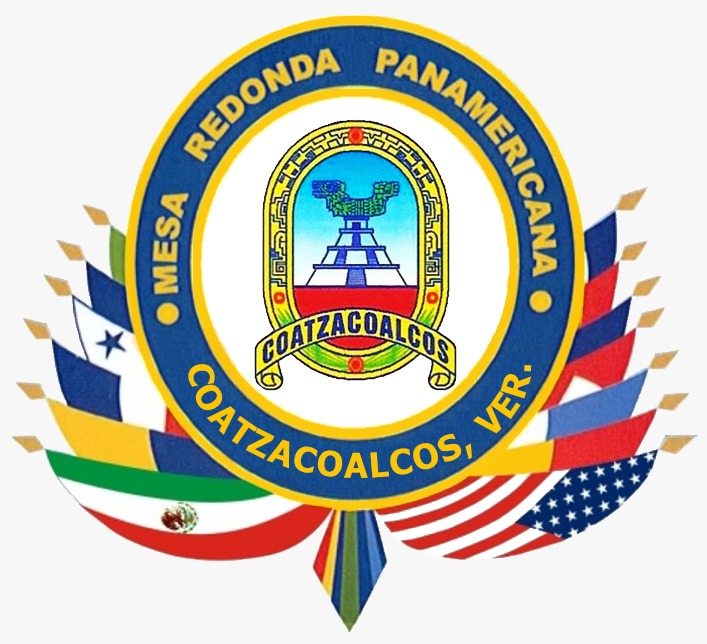 MESA REDONDA PANAMERICANA
COATZACOALCOS
COATZACOALCOS, VER.